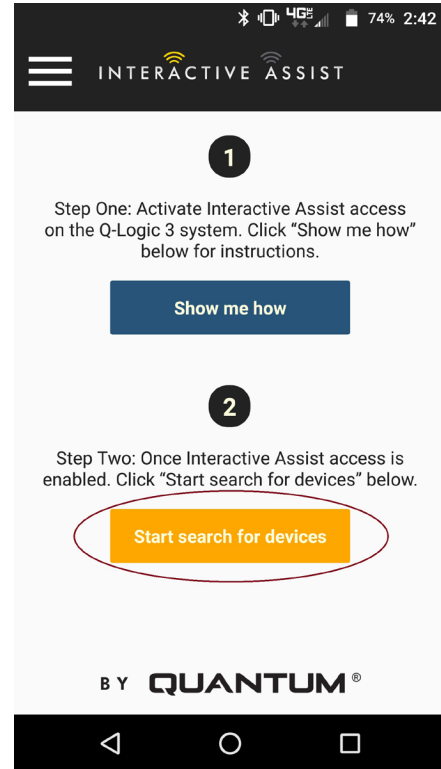 4G LTE 74% 2:42
INTERACTIVE ASSIST
1
Step One: Activate Interactive Assist access
on the Q-Logic 3 system. Click “Show me how”
below for instructions.
Show me how
2
Step Two: Once Interactive Assist access is
enabled. Click “Start search for devices” below.
Start search for devices
BY QUANTUM®